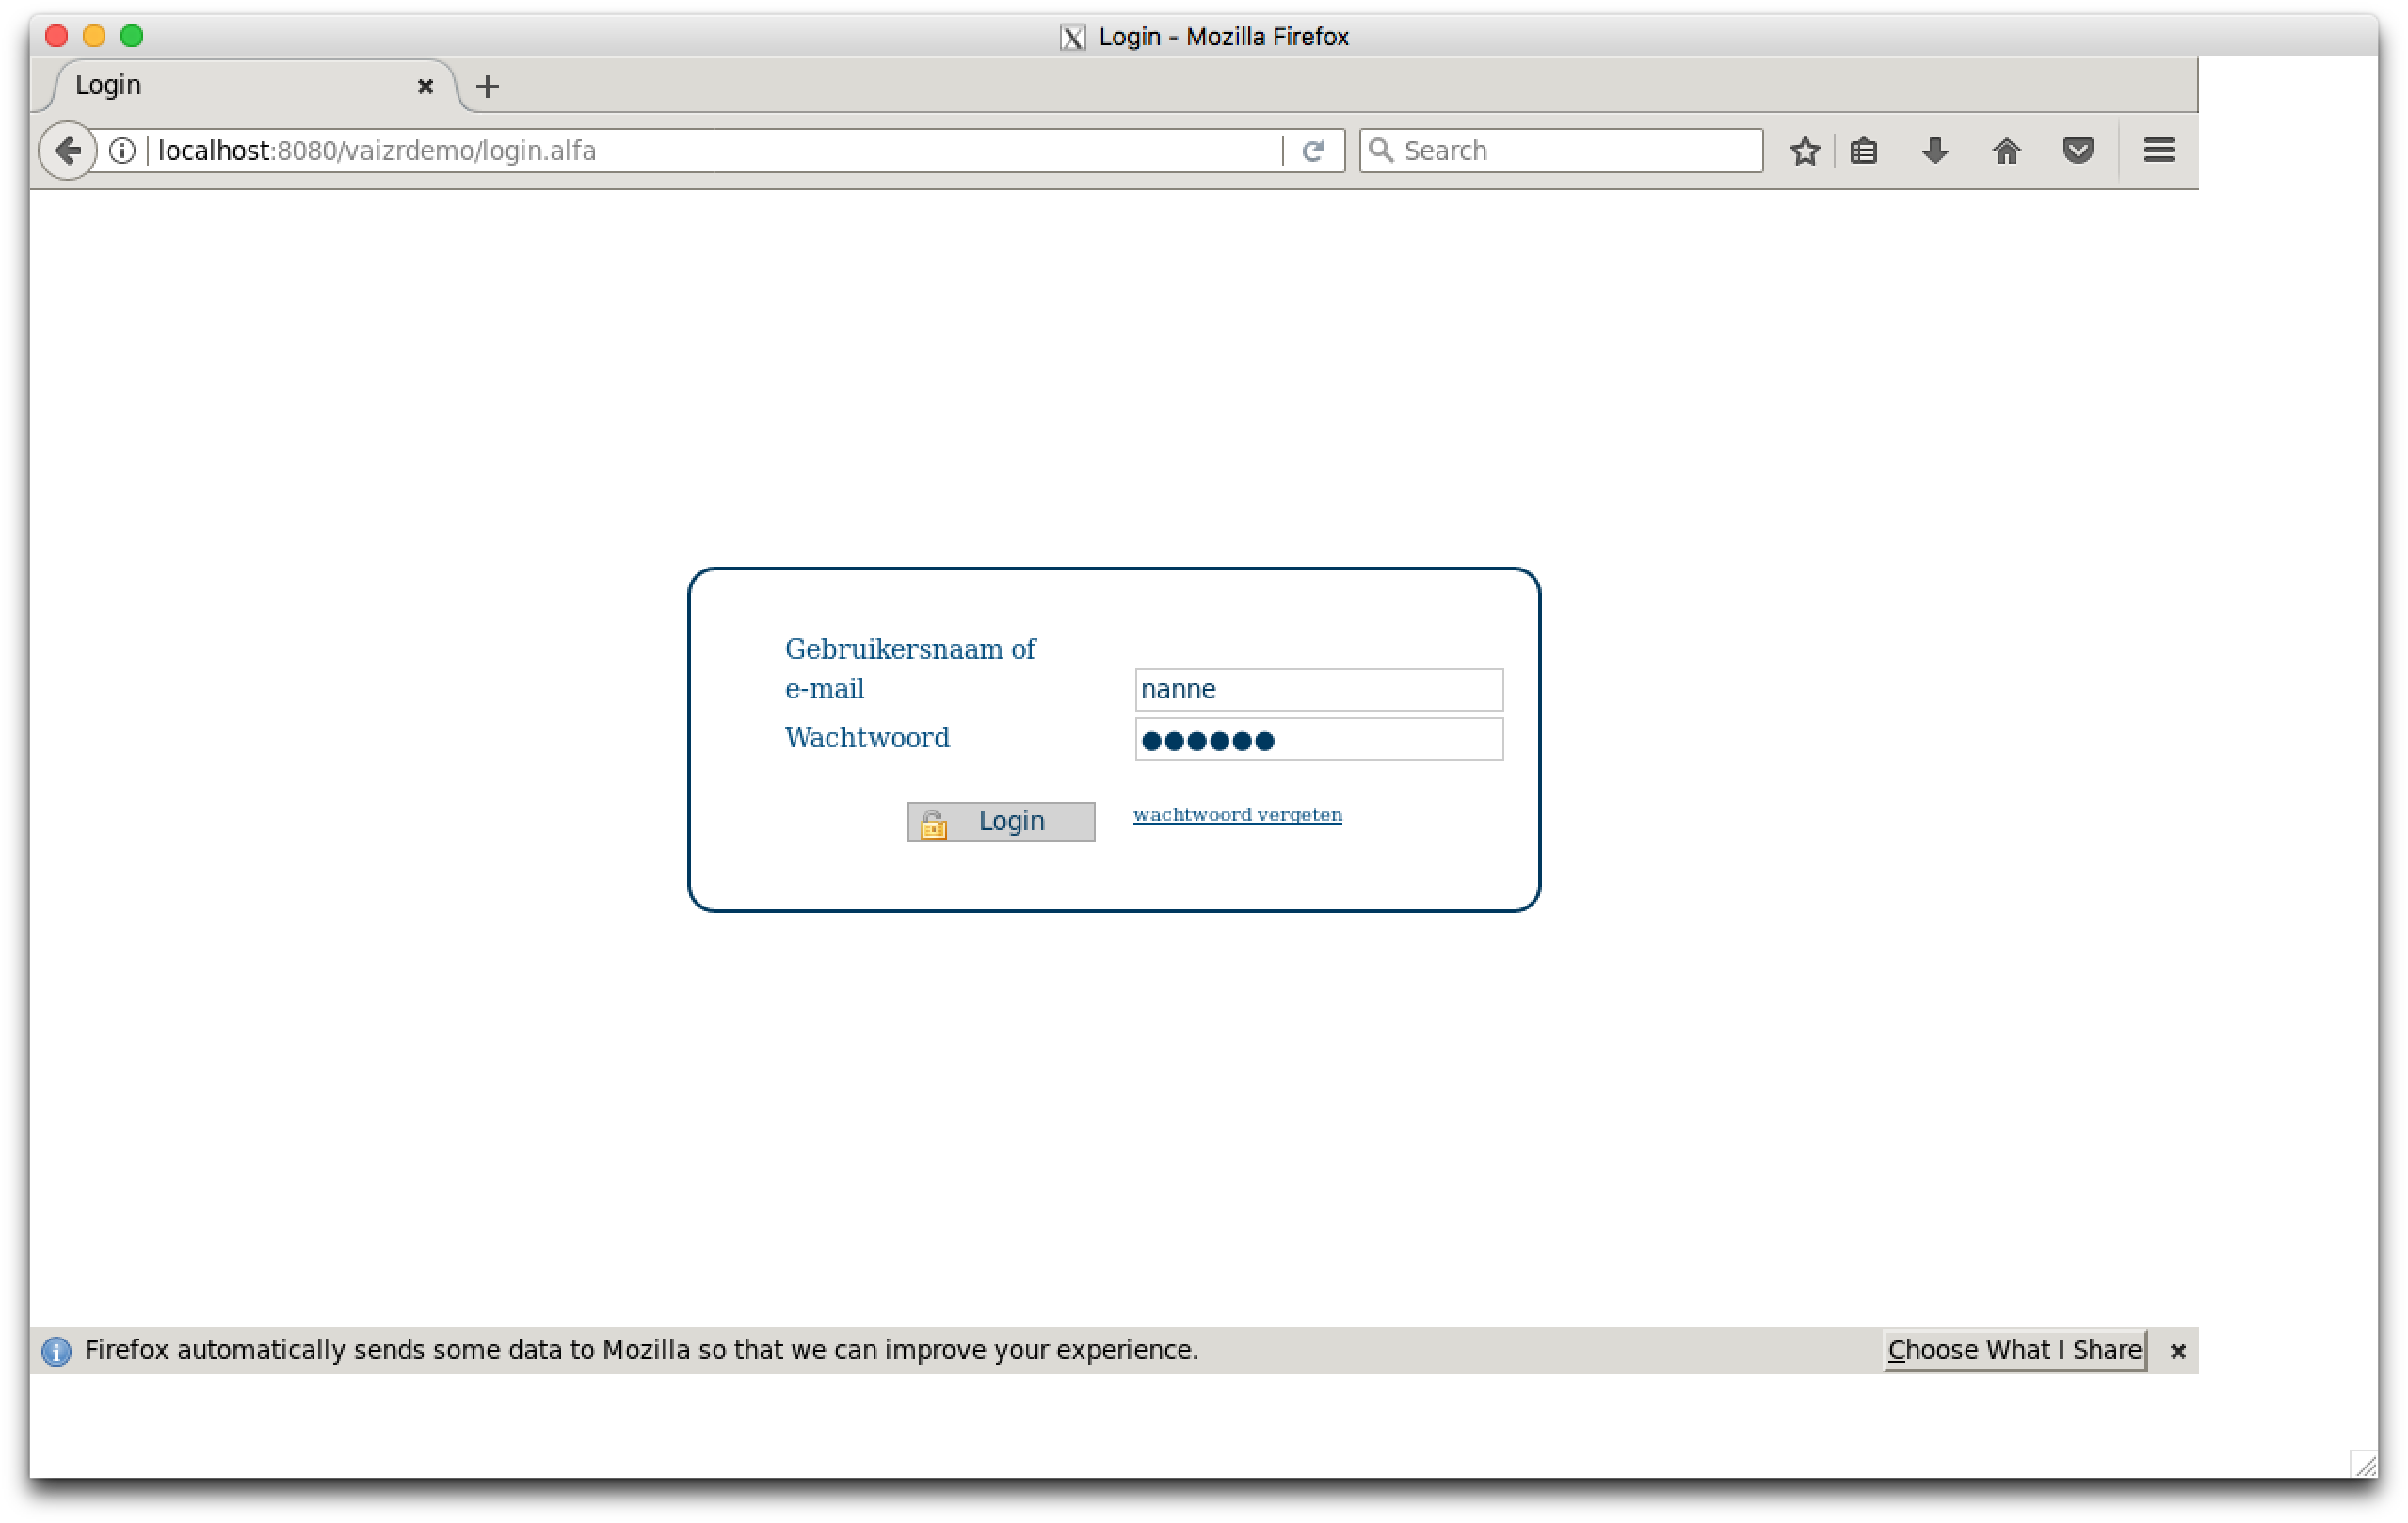 Login - Mozilla Firefox
Login
localhost:8080/vaizrdemo/login.alfa
Search
Gebruikersnaam of
e-mail
nanne
Wachtwoord
●●●●●●
Login
wachtwoord vergeten
Firefox automatically sends some data to Mozilla so that we can improve your experience.
Choose What I Share